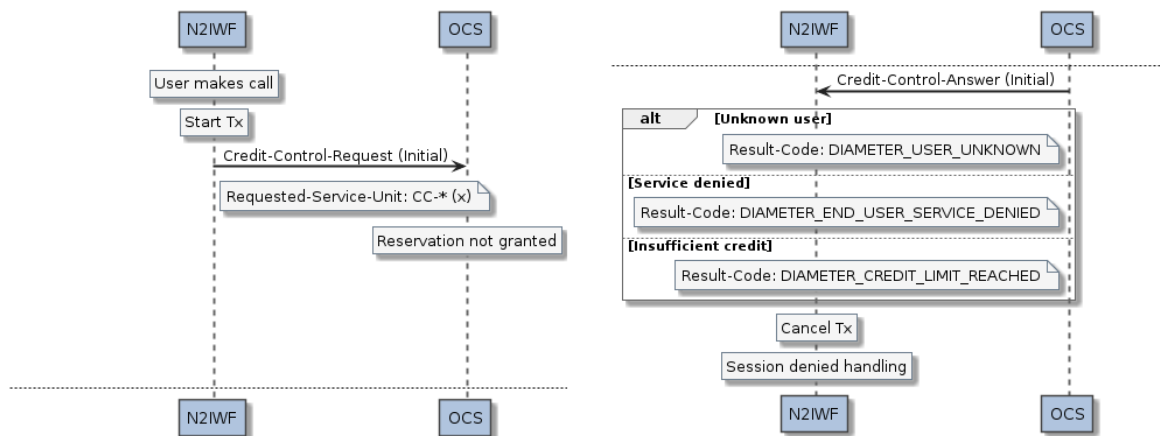 N2IWF
OCS
User makes call
Start Tx
Credit-Control-Request (Initial)
Requested-Service-Unit: CC-* (x)
Reservation not granted
N2IWF
OCS
N2IWF
OCS
Credit-Control-Answer (Initial)
alt [Unknown user]
Result-Code: DIAMETER_USER_UNKNOWN
[Service denied]
Result-Code: DIAMETER_END_USER_SERVICE_DENIED
[Insufficient credit]
Result-Code: DIAMETER_CREDIT_LIMIT_REACHED
Cancel Tx
Session denied handling
N2IWF
OCS